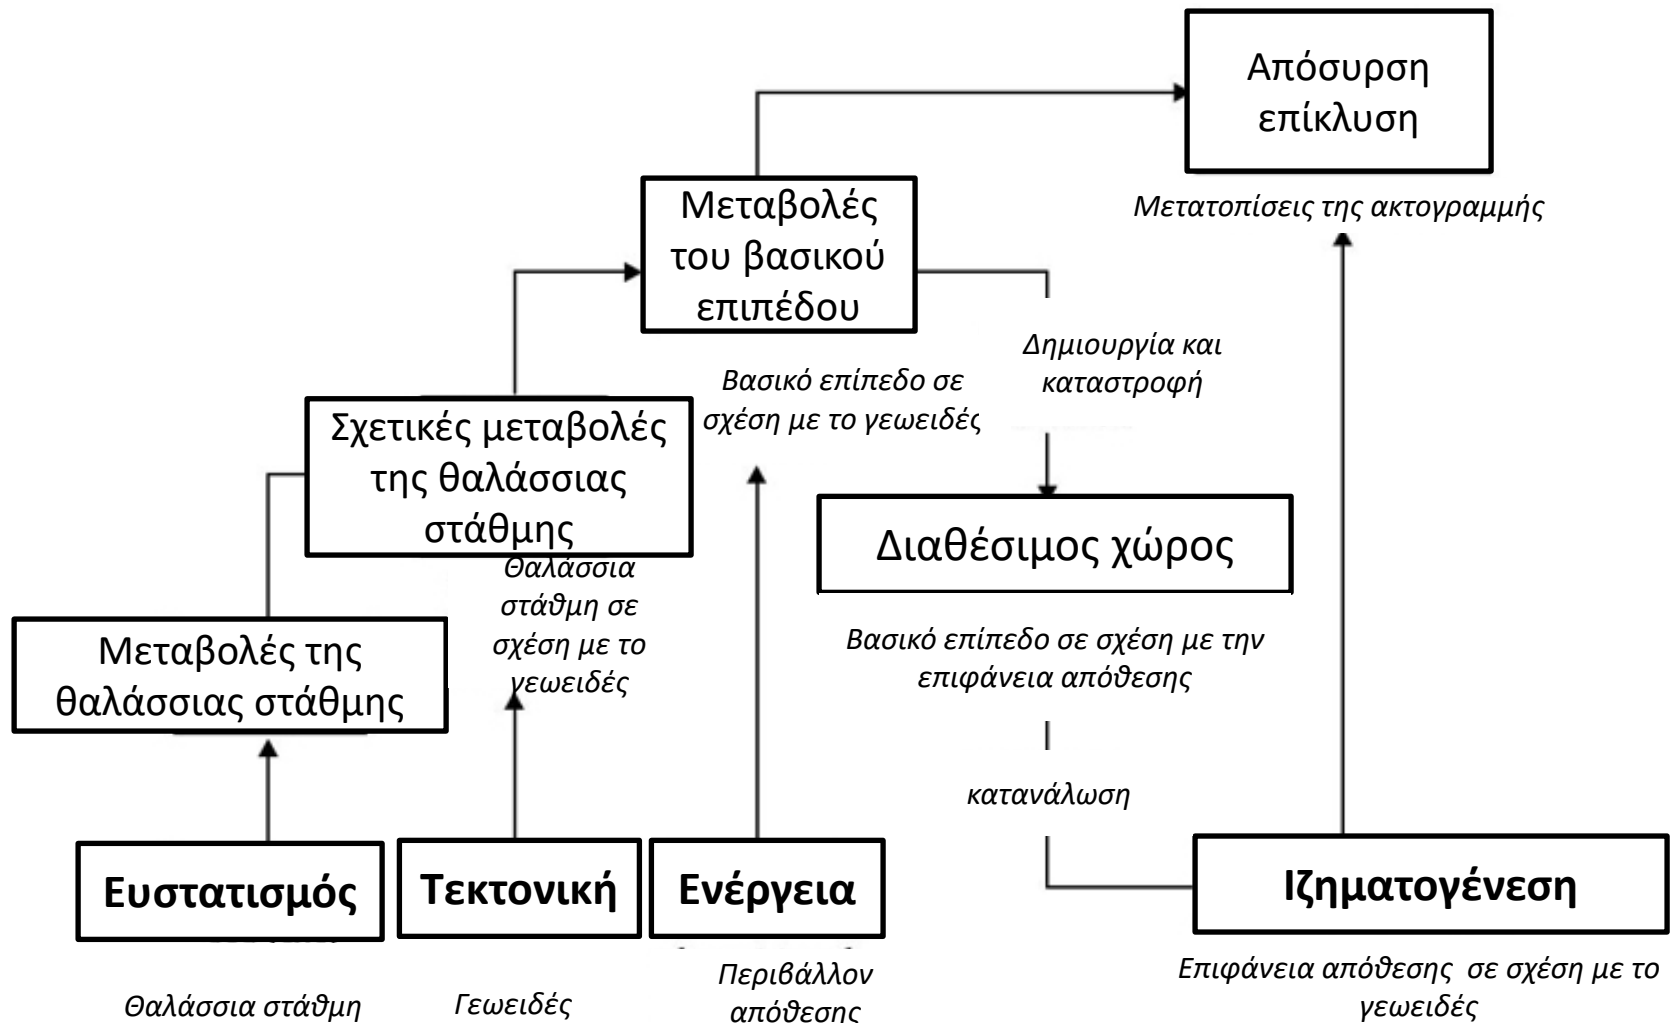 Απόσυρση
επίκλυση
Μετατοπίσεις της ακτογραμμής
Μεταβολές
του βασικού
επιπέδου
Δημιουργία και
καταστροφή
Βασικό επίπεδο σε
σχέση με το γεωειδές
Σχετικές μεταβολές
της θαλάσσιας
στάθμης
Θαλάσσια
στάθμη σε
σχέση με το
γεωειδές
Διαθέσιμος χώρος
Βασικό επίπεδο σε σχέση με την
επιφάνεια απόθεσης
Μεταβολές της
θαλάσσιας στάθμης
κατανάλωση
Ευστατισμός
Τεκτονική
Ενέργεια
Ιζηματογένεση
Θαλάσσια στάθμη
Γεωειδές
Περιβάλλον
απόθεσης
Επιφάνεια απόθεσης σε σχέση με το
γεωειδές